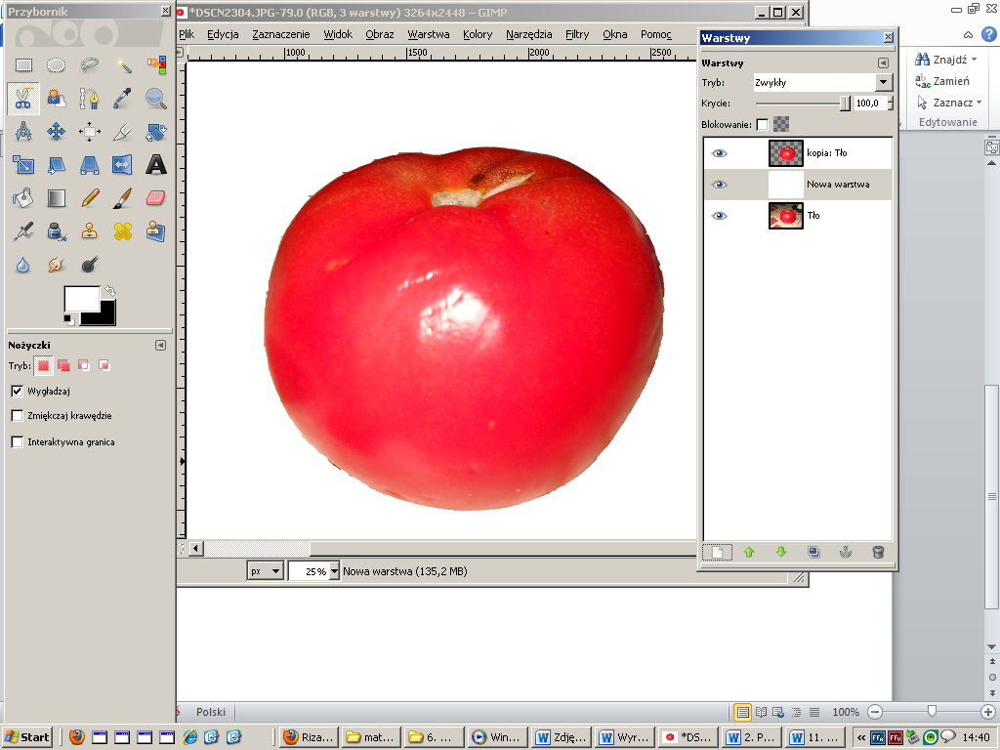 Przybornik
*DSCN2304.JPG-79.0 (RGB, 3 warstwy) 3264x2448 – GIMP
Plik Edycja Zaznaczenie Widok Obraz Warstwa Kolory Narzędzia Filtry Okna Pomoc
1000 1500 2000 2500
Nożyczki
Tryb:
Wygładzaj
Zmiękczaj krawędzie
Interaktywna granica
px 25% Nowa warstwa (135,2 MB)
Warstwy
Warstwy
Tryb: Zwykły
Krycie: 100,0
Blokowanie:
kopia: Tło
Nowa warstwa
Tło
Znajdź
Zamień
Zaznacz
Edytowanie
Polski 100%
Start Riza... mat... 6. ... Win... Zdję... Wyr... *DS... 2. P... 11. ... « 14:40